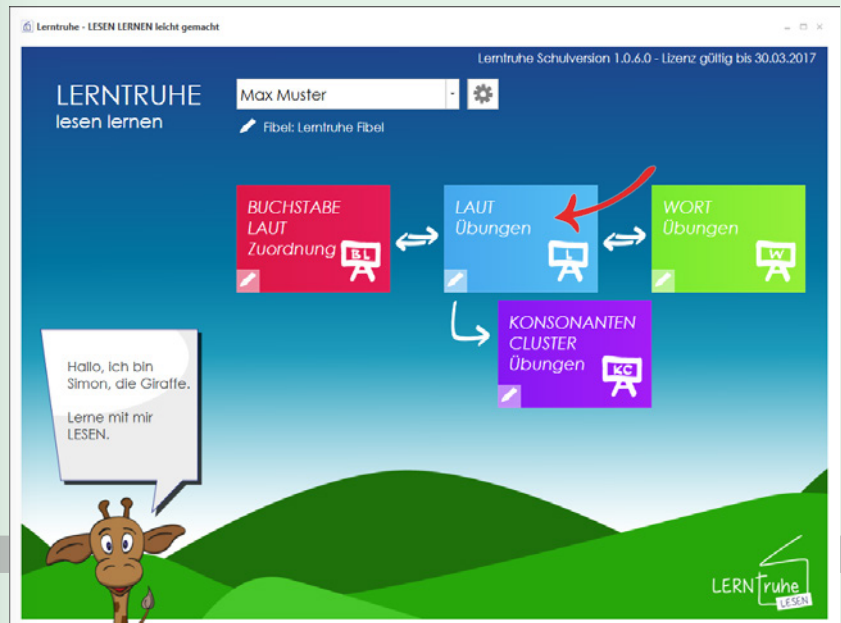 Lerntruhe - LESEN LERNEN leicht gemacht
Lerntruhe Schulversion 1.0.6.0 - Lizenz gültig bis 30.03.2017
LERNTRUHE
lesen lernen
Max Muster
Fibel: Lerntruhe Fibel
BUCHSTABE
LAUT
Zuordnung
BL
LAUT
Übungen
L
WORT
Übungen
W
KONSONANTEN
CLUSTER
Übungen
KC
Hallo, ich bin
Simon, die Giraffe.
Lerne mit mir
LESEN.
LERNTruhe
LESEN